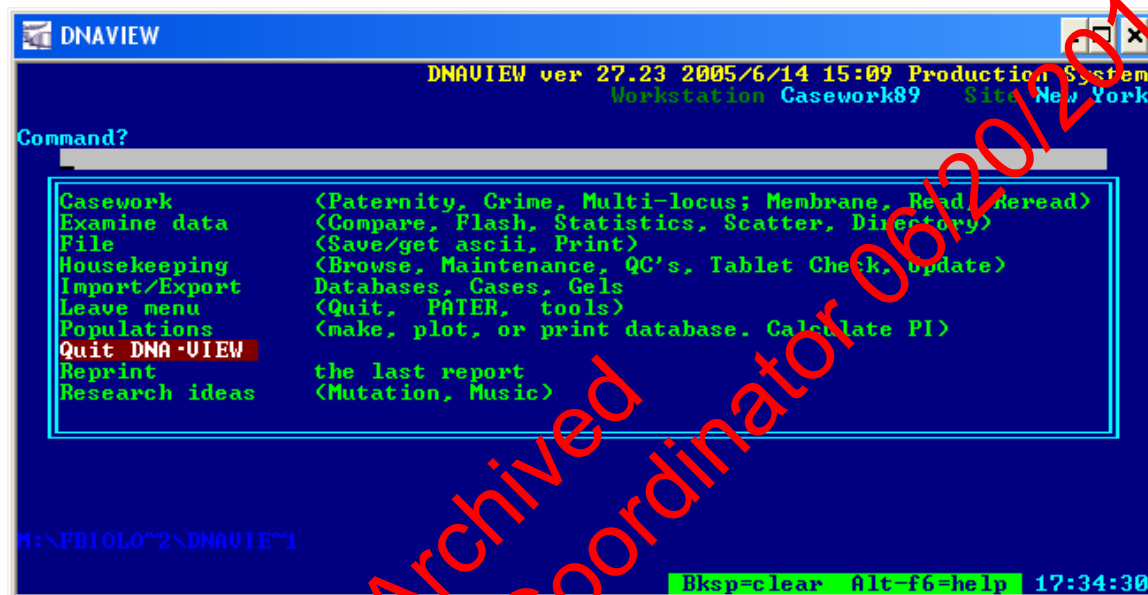 DNAVIEW
DNAVIEW ver 27.23 2005/6/14 15:09 Production System
Workstation Casework89 Site New York
Command?
Casework (Paternity, Crime, Multi-locus; Membrane, Read, Reread)
Examine data (Compare, Flash, Statistics, Scatter, Directory)
File (Save/get ascii, Print)
Housekeeping (Browse, Maintenance, QC's, Tablet Check, Update)
Import/Export Databases, Cases, Gels
Leave menu (Quit, PATER, tools)
Populations (make, plot, or print database. Calculate PI)
Quit DNA·VIEW
Reprint the last report
Research ideas (Mutation, Music)
M:\FBIOLO~2\DNAVIE~1
Bksp=clear Alt-f6=help 17:34:30
Archived
Coordinator 06/20/201